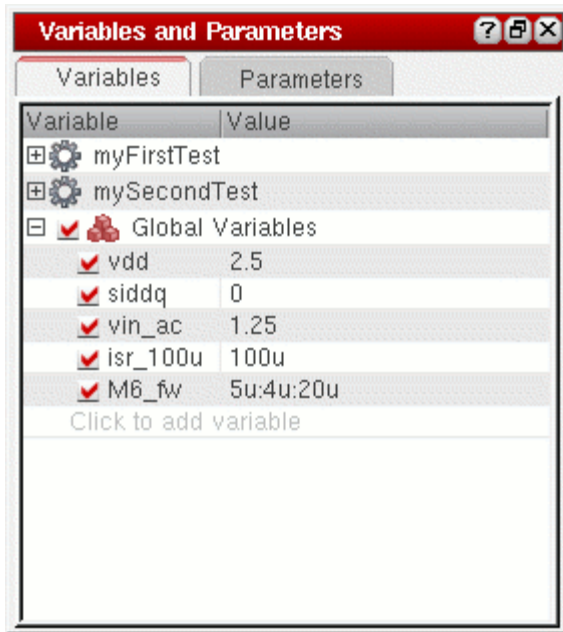 Variables and Parameters
Variables Parameters
Variable Value
myFirstTest
mySecondTest
Global Variables
vdd 2.5
siddq 0
vin_ac 1.25
isr_100u 100u
M6_fw 5u:4u:20u
Click to add variable